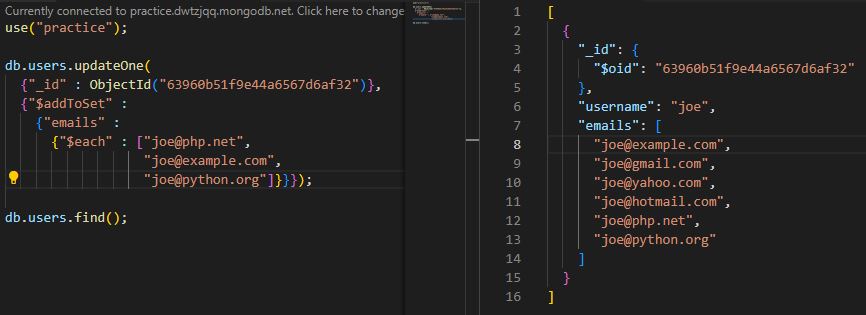 Currently connected to practice.dwtzjqq.mongodb.net. Click here to change
use("practice");
db.users.updateOne(
{"_id" : ObjectId("63960b51f9e44a6567d6af32")},
{"$addToSet" :
{"emails" :
{"$each" : ["joe@php.net",
"joe@example.com",
"joe@python.org"]}}});
db.users.find();
1 [
2 {
3 "_id": {
4 "$oid": "63960b51f9e44a6567d6af32"
5 },
6 "username": "joe",
7 "emails": [
8 "joe@example.com",
9 "joe@gmail.com",
10 "joe@yahoo.com",
11 "joe@hotmail.com",
12 "joe@php.net",
13 "joe@python.org"
14 ]
15 }
16 ]